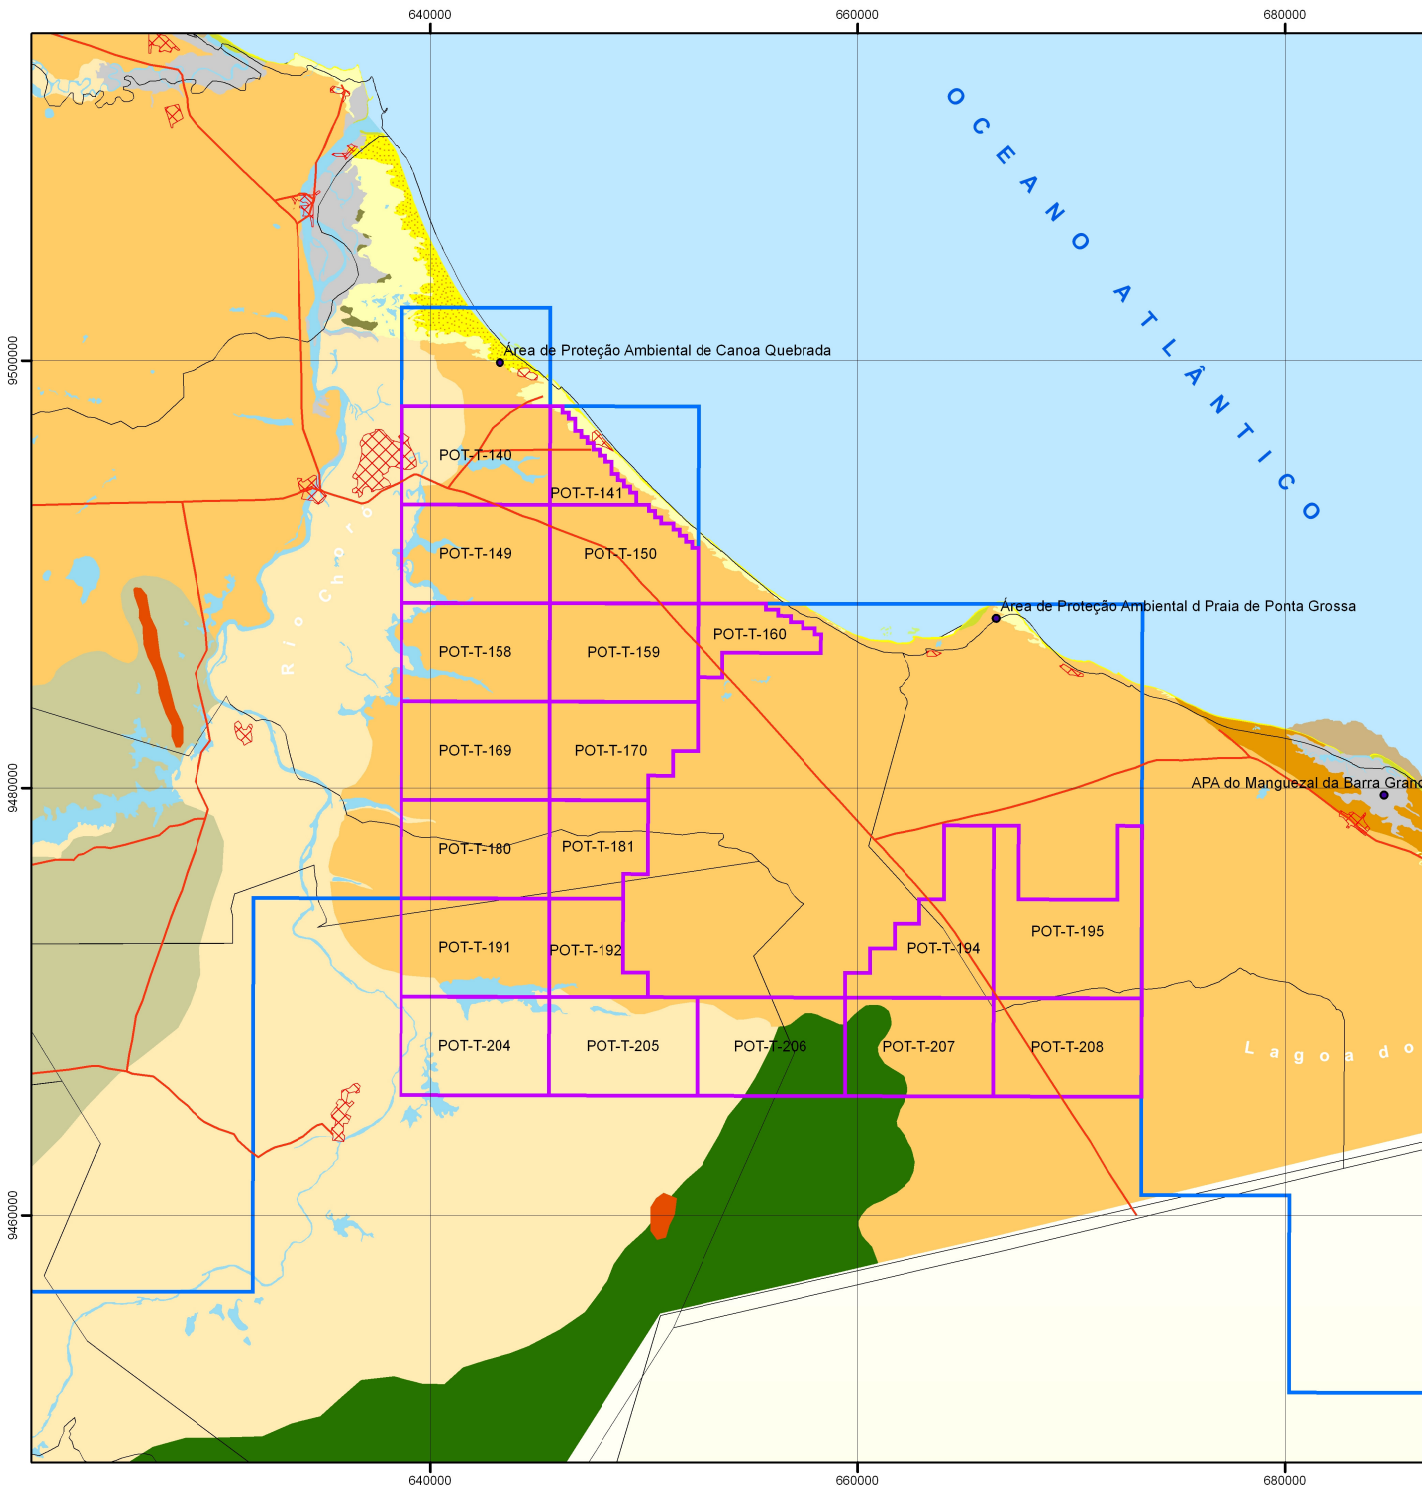 640000
660000
680000
OCEANO ATLÂNTICO
9500000
Área de Proteção Ambiental de Canoa Quebrada
POT-T-140
POT-T-141
Rio Choro
POT-T-149
POT-T-150
Área de Proteção Ambiental d Praia de Ponta Grossa
POT-T-160
POT-T-158
POT-T-159
POT-T-169
POT-T-170
9480000
APA do Manguezal da Barra Granc
POT-T-180
POT-T-181
POT-T-191
POT-T-192
POT-T-194
POT-T-195
POT-T-204
POT-T-205
POT-T-206
POT-T-207
POT-T-208
Lagoa do
9460000
640000
660000
680000